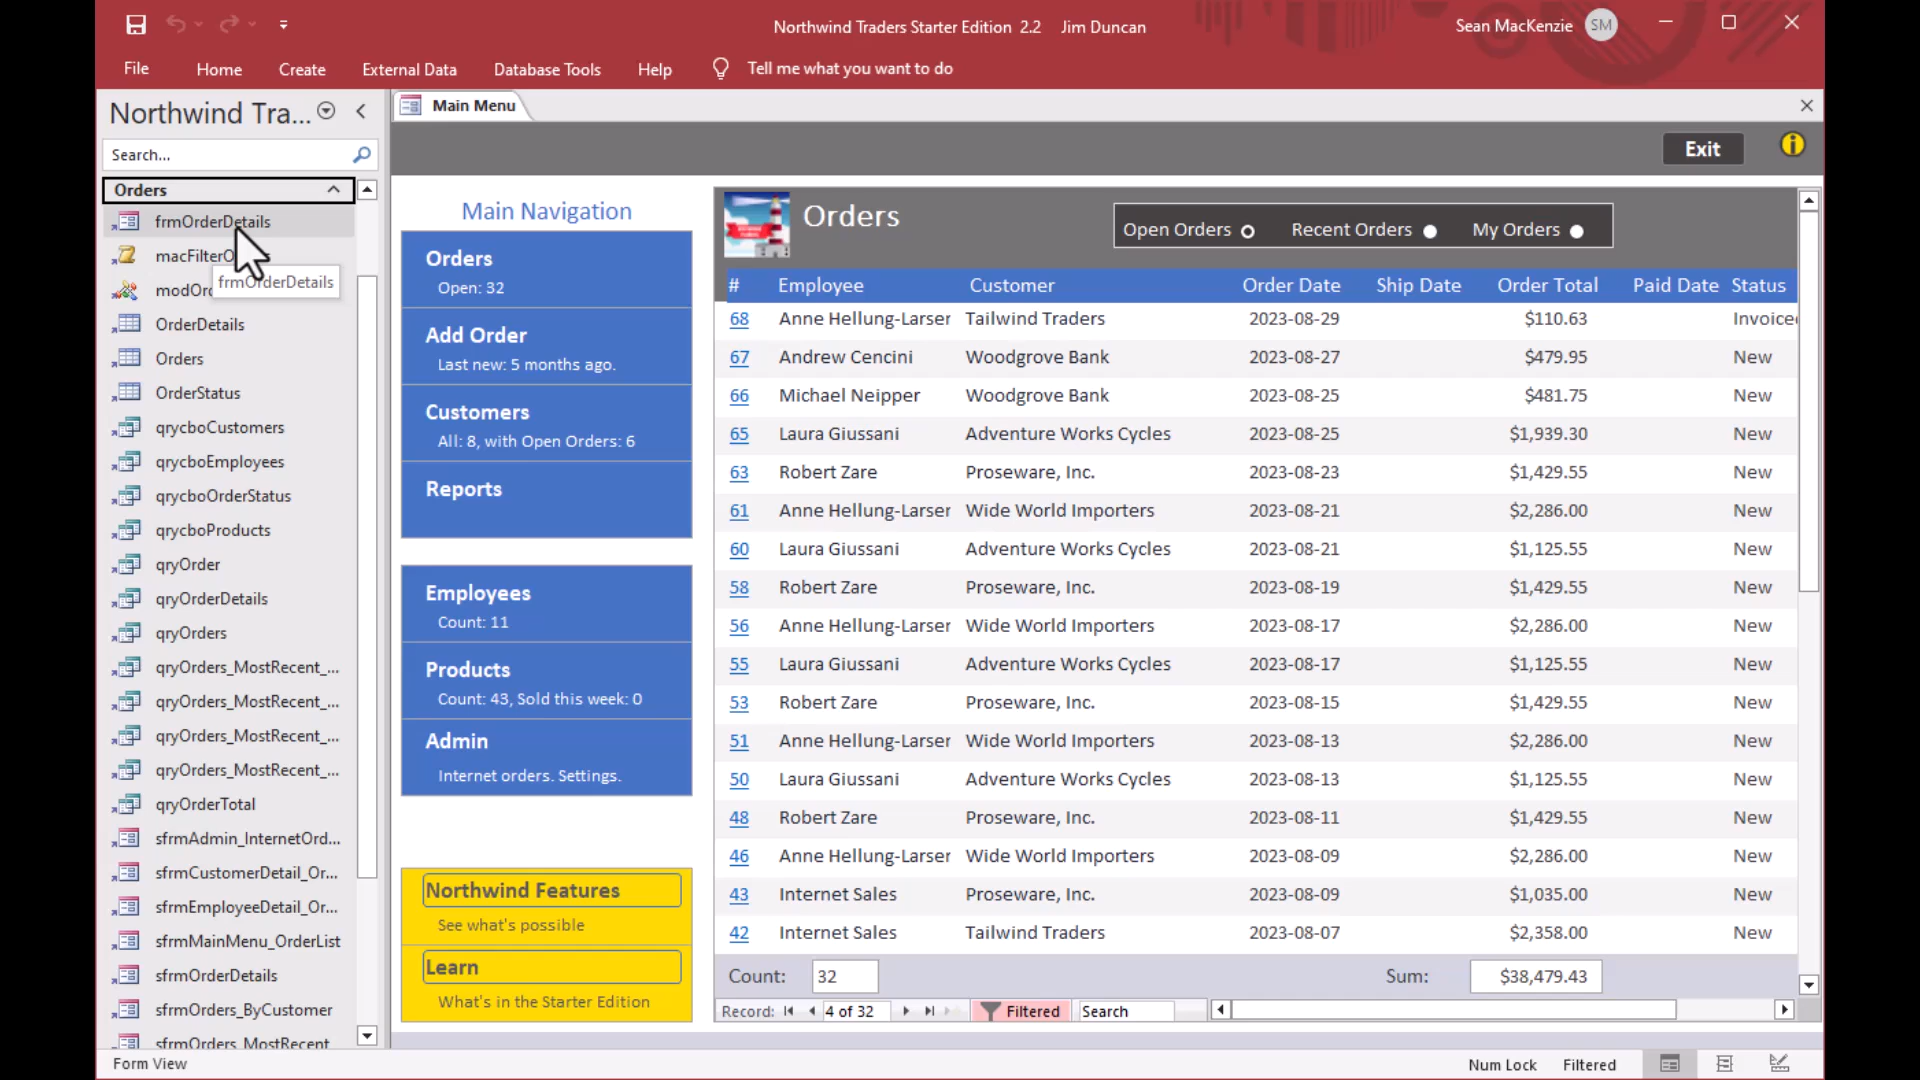 Northwind Traders Starter Edition 2.2 Jim Duncan
Sean MacKenzie SM
File Home Create External Data Database Tools Help Tell me what you want to do
Northwind Tra...
Search...
Orders
frmOrderDetails
macFilterO
frmOrderDetails
modOrd
OrderDetails
Orders
OrderStatus
qrycboCustomers
qrycboEmployees
qrycboOrderStatus
qrycboProducts
qryOrder
qryOrderDetails
qryOrders
qryOrders_MostRecent_...
qryOrders_MostRecent_...
qryOrders_MostRecent_...
qryOrders_MostRecent_...
qryOrderTotal
sfrmAdmin_InternetOrd...
sfrmCustomerDetail_Or...
sfrmEmployeeDetail_Or...
sfrmMainMenu_OrderList
sfrmOrderDetails
sfrmOrders_ByCustomer
sfrmOrders_MostRecent
Main Menu
Exit
Main Navigation
Orders
Open: 32
Add Order
Last new: 5 months ago.
Customers
All: 8, with Open Orders: 6
Reports
Employees
Count: 11
Products
Count: 43, Sold this week: 0
Admin
Internet orders. Settings.
Northwind Features
See what's possible
Learn
What's in the Starter Edition
Orders
Open Orders Recent Orders My Orders
# Employee Customer Order Date Ship Date Order Total Paid Date Status
68 Anne Hellung-Larser Tailwind Traders 2023-08-29 $110.63 Invoice
67 Andrew Cencini Woodgrove Bank 2023-08-27 $479.95 New
66 Michael Neipper Woodgrove Bank 2023-08-25 $481.75 New
65 Laura Giussani Adventure Works Cycles 2023-08-25 $1,939.30 New
63 Robert Zare Proseware, Inc. 2023-08-23 $1,429.55 New
61 Anne Hellung-Larser Wide World Importers 2023-08-21 $2,286.00 New
60 Laura Giussani Adventure Works Cycles 2023-08-21 $1,125.55 New
58 Robert Zare Proseware, Inc. 2023-08-19 $1,429.55 New
56 Anne Hellung-Larser Wide World Importers 2023-08-17 $2,286.00 New
55 Laura Giussani Adventure Works Cycles 2023-08-17 $1,125.55 New
53 Robert Zare Proseware, Inc. 2023-08-15 $1,429.55 New
51 Anne Hellung-Larser Wide World Importers 2023-08-13 $2,286.00 New
50 Laura Giussani Adventure Works Cycles 2023-08-13 $1,125.55 New
48 Robert Zare Proseware, Inc. 2023-08-11 $1,429.55 New
46 Anne Hellung-Larser Wide World Importers 2023-08-09 $2,286.00 New
43 Internet Sales Proseware, Inc. 2023-08-09 $1,035.00 New
42 Internet Sales Tailwind Traders 2023-08-07 $2,358.00 New
Count: 32 Sum: $38,479.43
Record: 4 of 32 Filtered Search
Form View Num Lock Filtered